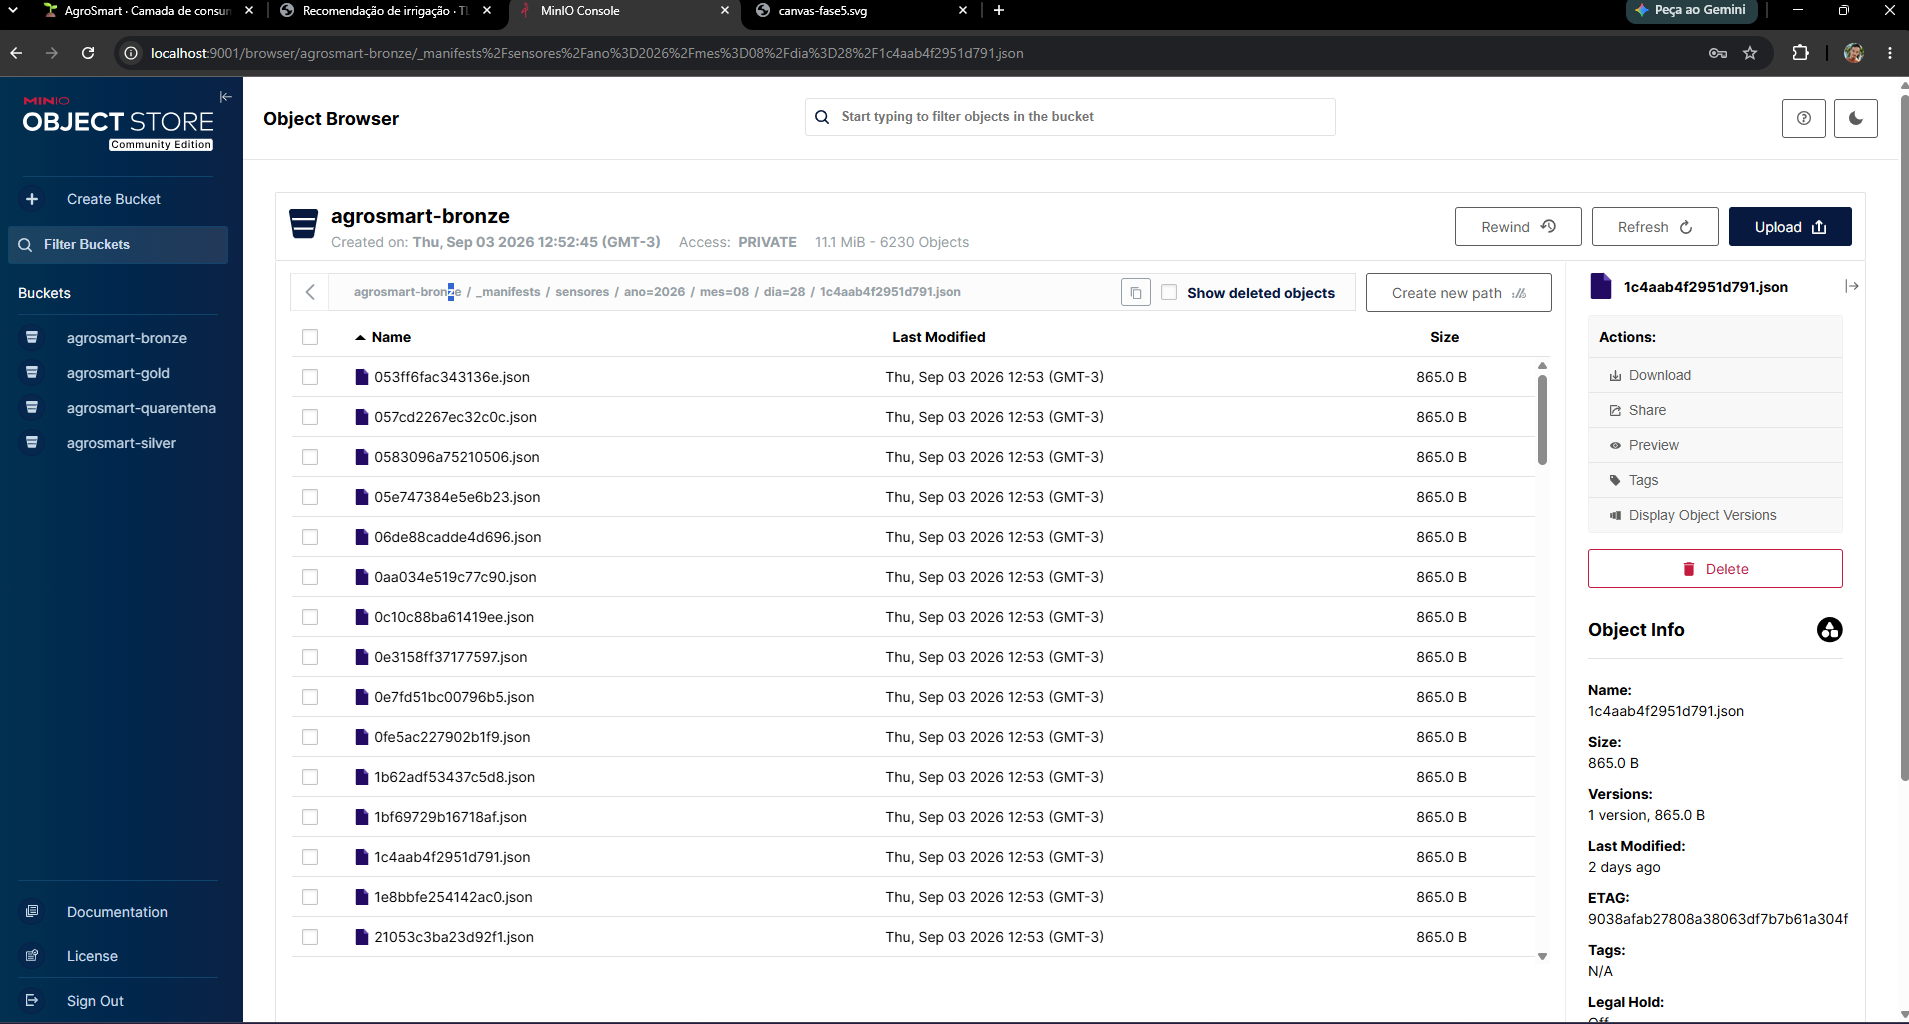 AgroSmart · Camada de consun
Recomendação de irrigação · TL
MinIO Console
canvas-fase5.svg
Peça ao Gemini
localhost:9001/browser/agrosmart-bronze/_manifests%2Fsensores%2Fano%3D2026%2Fmes%3D08%2Fdia%3D28%2F1c4aab4f2951d791.json
MINIO
OBJECT STORE
Community Edition
Create Bucket
Filter Buckets
Buckets
agrosmart-bronze
agrosmart-gold
agrosmart-quarentena
agrosmart-silver
Documentation
License
Sign Out
Object Browser
Start typing to filter objects in the bucket
agrosmart-bronze
Created on: Thu, Sep 03 2026 12:52:45 (GMT-3) Access: PRIVATE 11.1 MiB - 6230 Objects
Rewind
Refresh
Upload
agrosmart-bronze / _manifests / sensores / ano=2026 / mes=08 / dia=28 / 1c4aab4f2951d791.json
Show deleted objects
Create new path
Name Last Modified Size
053ff6fac343136e.json Thu, Sep 03 2026 12:53 (GMT-3) 865.0 B
057cd2267ec32c0c.json Thu, Sep 03 2026 12:53 (GMT-3) 865.0 B
0583096a75210506.json Thu, Sep 03 2026 12:53 (GMT-3) 865.0 B
05e747384e5e6b23.json Thu, Sep 03 2026 12:53 (GMT-3) 865.0 B
06de88cadde4d696.json Thu, Sep 03 2026 12:53 (GMT-3) 865.0 B
0aa034e519c77c90.json Thu, Sep 03 2026 12:53 (GMT-3) 865.0 B
0c10c88ba61419ee.json Thu, Sep 03 2026 12:53 (GMT-3) 865.0 B
0e3158ff37177597.json Thu, Sep 03 2026 12:53 (GMT-3) 865.0 B
0e7fd51bc00796b5.json Thu, Sep 03 2026 12:53 (GMT-3) 865.0 B
0fe5ac227902b1f9.json Thu, Sep 03 2026 12:53 (GMT-3) 865.0 B
1b62adf53437c5d8.json Thu, Sep 03 2026 12:53 (GMT-3) 865.0 B
1bf69729b16718af.json Thu, Sep 03 2026 12:53 (GMT-3) 865.0 B
1c4aab4f2951d791.json Thu, Sep 03 2026 12:53 (GMT-3) 865.0 B
1e8bbfe254142ac0.json Thu, Sep 03 2026 12:53 (GMT-3) 865.0 B
21053c3ba23d92f1.json Thu, Sep 03 2026 12:53 (GMT-3) 865.0 B
1c4aab4f2951d791.json
Actions:
Download
Share
Preview
Tags
Display Object Versions
Delete
Object Info
Name:
1c4aab4f2951d791.json
Size:
865.0 B
Versions:
1 version, 865.0 B
Last Modified:
2 days ago
ETAG:
9038afab27808a38063df7b7b61a304f
Tags:
N/A
Legal Hold:
Off